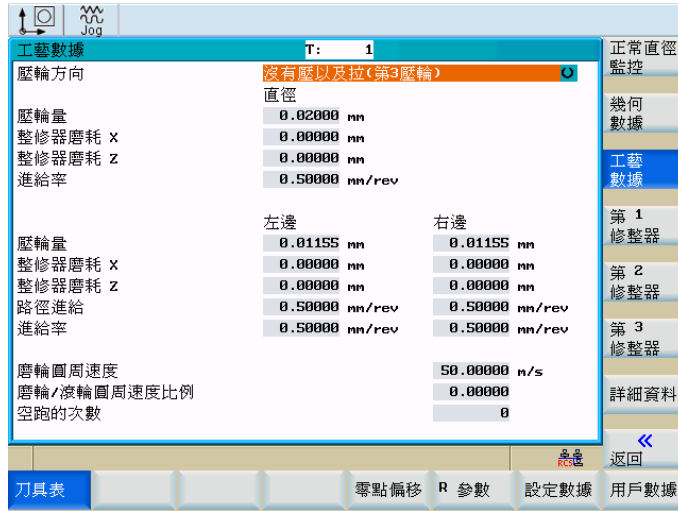 Jog
工藝數據 T: 1
壓輪方向 沒有壓以及拉(第3壓輪)
直徑
壓輪量 0.02000 mm
整修器磨耗 X 0.00000 mm
整修器磨耗 Z 0.00000 mm
進給率 0.50000 mm/rev
左邊 右邊
壓輪量 0.01155 mm 0.01155 mm
整修器磨耗 X 0.00000 mm 0.00000 mm
整修器磨耗 Z 0.00000 mm 0.00000 mm
路徑進給 0.50000 mm/rev 0.50000 mm/rev
進給率 0.50000 mm/rev 0.50000 mm/rev
磨輪圓周速度 50.00000 m/s
磨輪/滾輪圓周速度比例 0.00000
空跑的次數 0
正常直徑
監控
幾何
數據
工藝
數據
第 1
修整器
第 2
修整器
第 3
修整器
詳細資料
«
返回
RCS
刀具表 零點偏移 R 參數 設定數據 用戶數據